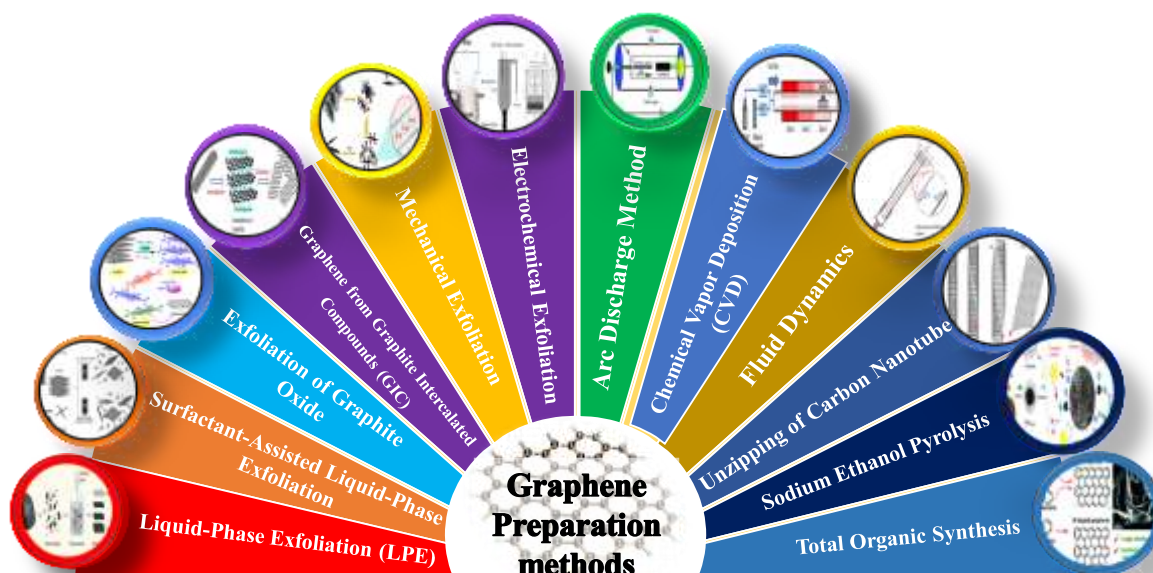 Liquid-Phase Exfoliation (LPE)
Surfactant-Assisted Liquid-Phase
Exfoliation
Exfoliation of Graphite
Oxide
Graphene from Graphite Intercalated
Compounds (GIC)
Mechanical Exfoliation
Electrochemical Exfoliation
Arc Discharge Method
Chemical Vapor Deposition
(CVD)
Fluid Dynamics
Unzipping of Carbon Nanotube
Sodium Ethanol Pyrolysis
Total Organic Synthesis
Graphene
Preparation
methods